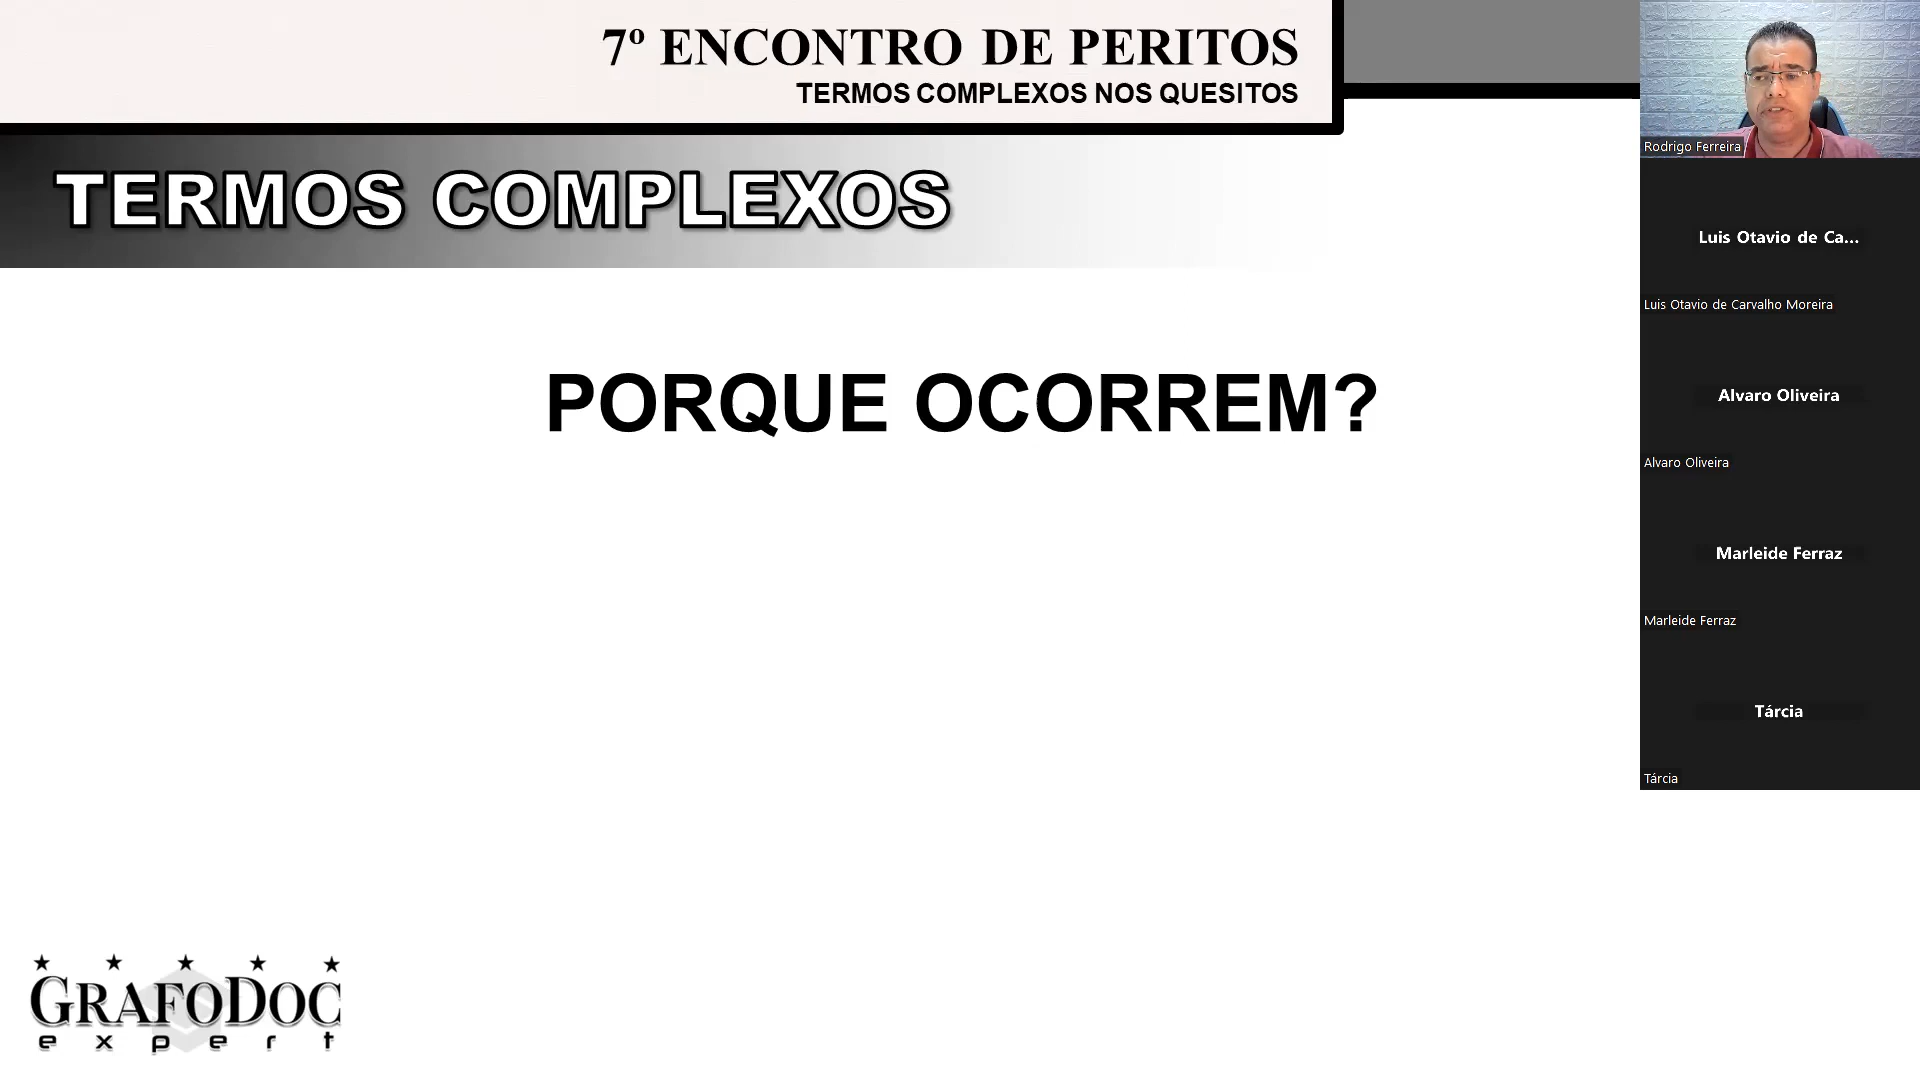 7º ENCONTRO DE PERITOS
TERMOS COMPLEXOS NOS QUESITOS
TERMOS COMPLEXOS
PORQUE OCORREM?
GRAFODOC
expert
Rodrigo Ferreira
Luis Otavio de Ca...
Luis Otavio de Carvalho Moreira
Alvaro Oliveira
Alvaro Oliveira
Marleide Ferraz
Marleide Ferraz
Tárcia
Tárcia